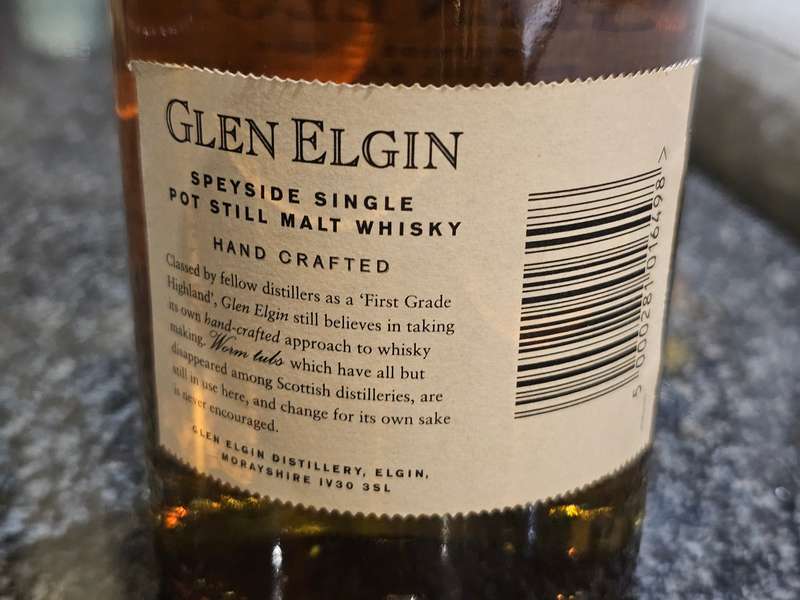 GLEN ELGIN
SPEYSIDE SINGLE
POT STILL MALT WHISKY
HAND CRAFTED
Classed by fellow distillers as a ‘First Grade
Highland’, Glen Elgin still believes in taking
its own hand-crafted approach to whisky
making. Worm tubs which have all but
disappeared among Scottish distilleries, are
still in use here, and change for its own sake
is never encouraged.
GLEN ELGIN DISTILLERY, ELGIN,
MORAYSHIRE IV30 3SL
5 000281 016498 >